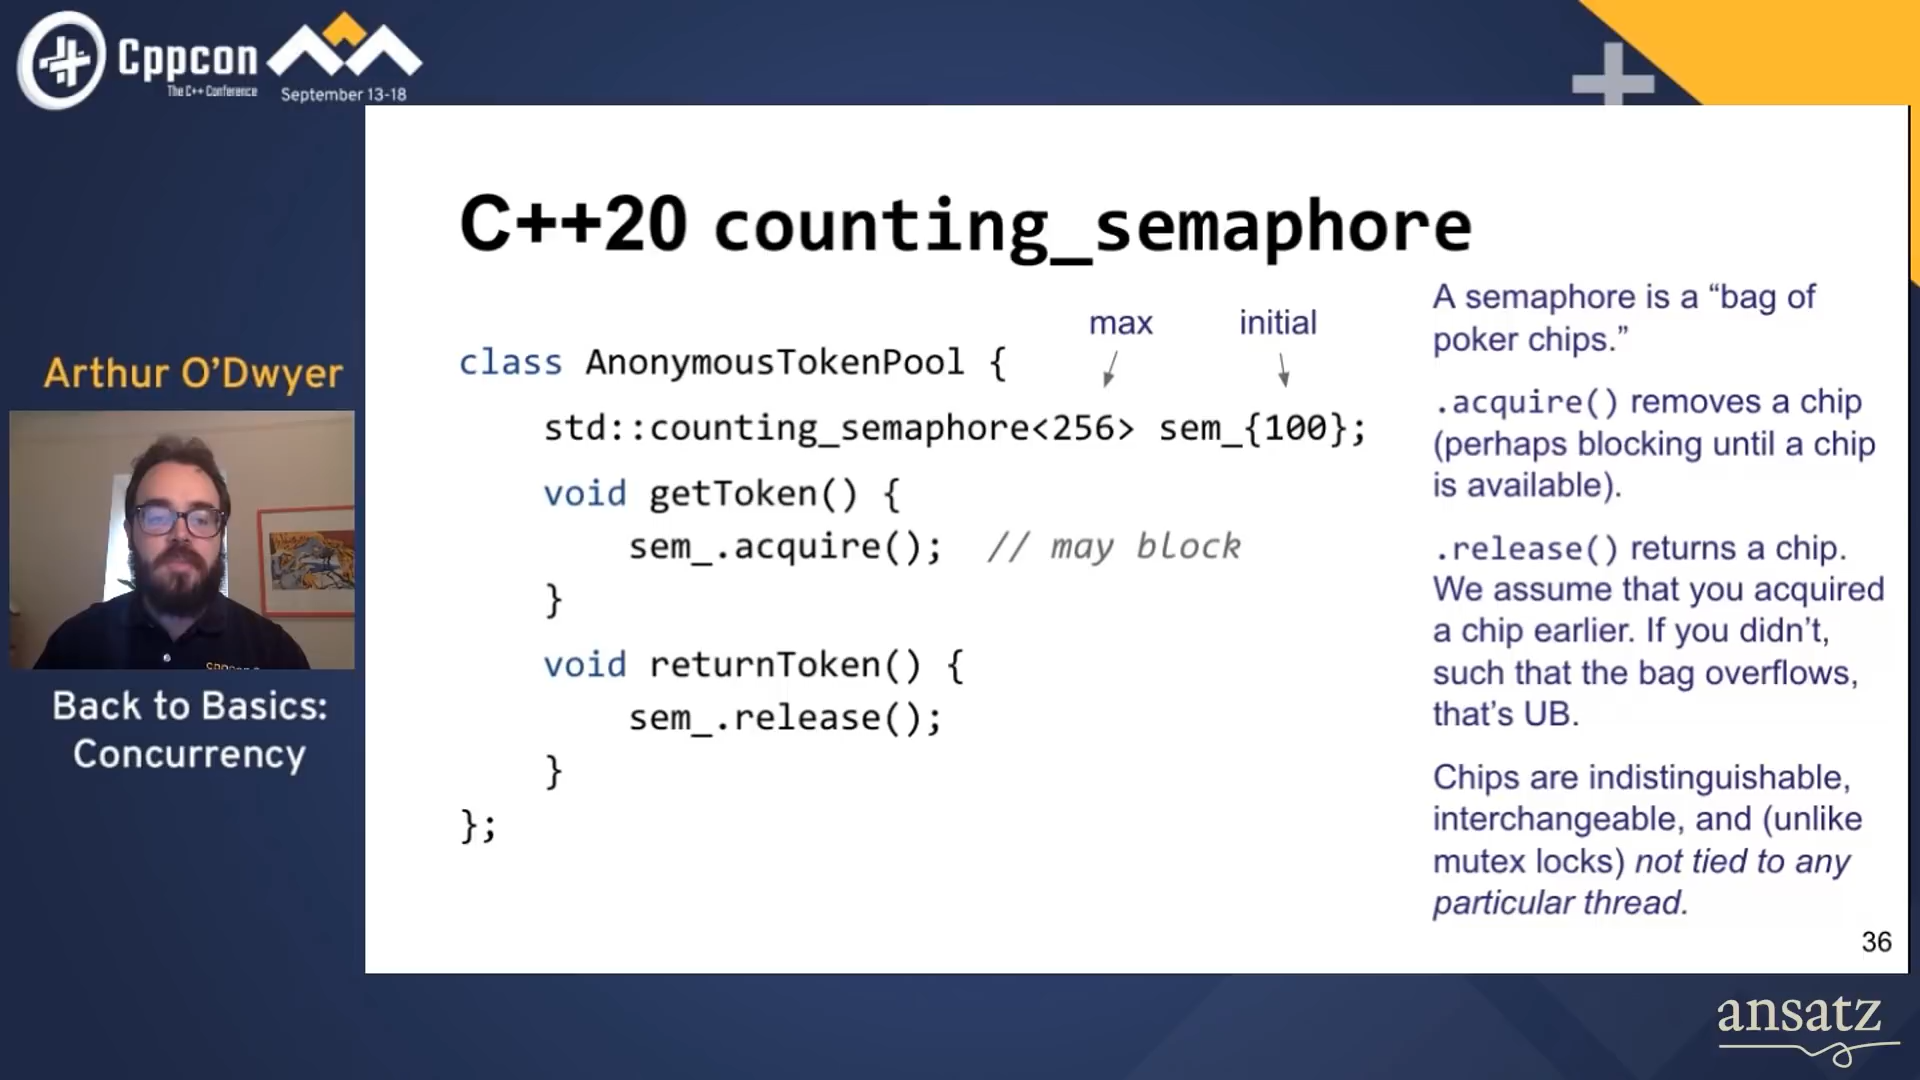 Cppcon
The C++ Conference
September 13-18
Arthur O’Dwyer
Back to Basics:
Concurrency
C++20 counting_semaphore
max initial
class AnonymousTokenPool {
std::counting_semaphore<256> sem_{100};
void getToken() {
sem_.acquire(); // may block
}
void returnToken() {
sem_.release();
}
};
A semaphore is a “bag of
poker chips.”
.acquire() removes a chip
(perhaps blocking until a chip
is available).
.release() returns a chip.
We assume that you acquired
a chip earlier. If you didn’t,
such that the bag overflows,
that’s UB.
Chips are indistinguishable,
interchangeable, and (unlike
mutex locks) not tied to any
particular thread.
36
ansatz